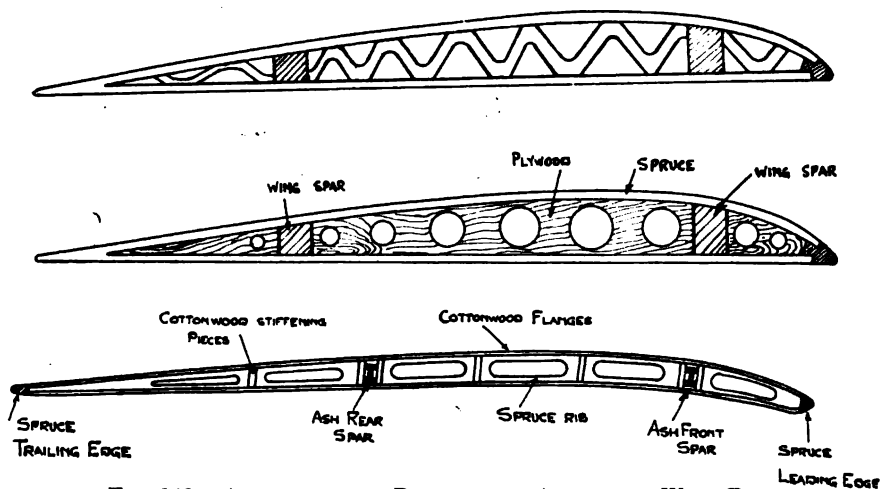 PLYWOOD
SPRUCE
WING SPAR
WING SPAR
COTTONWOOD STIFFENING
PIECES
COTTONWOOD FLANGES
SPRUCE
TRAILING EDGE
ASH REAR
SPAR
SPRUCE RIB
ASH FRONT
SPAR
SPRUCE
LEADING EDGE